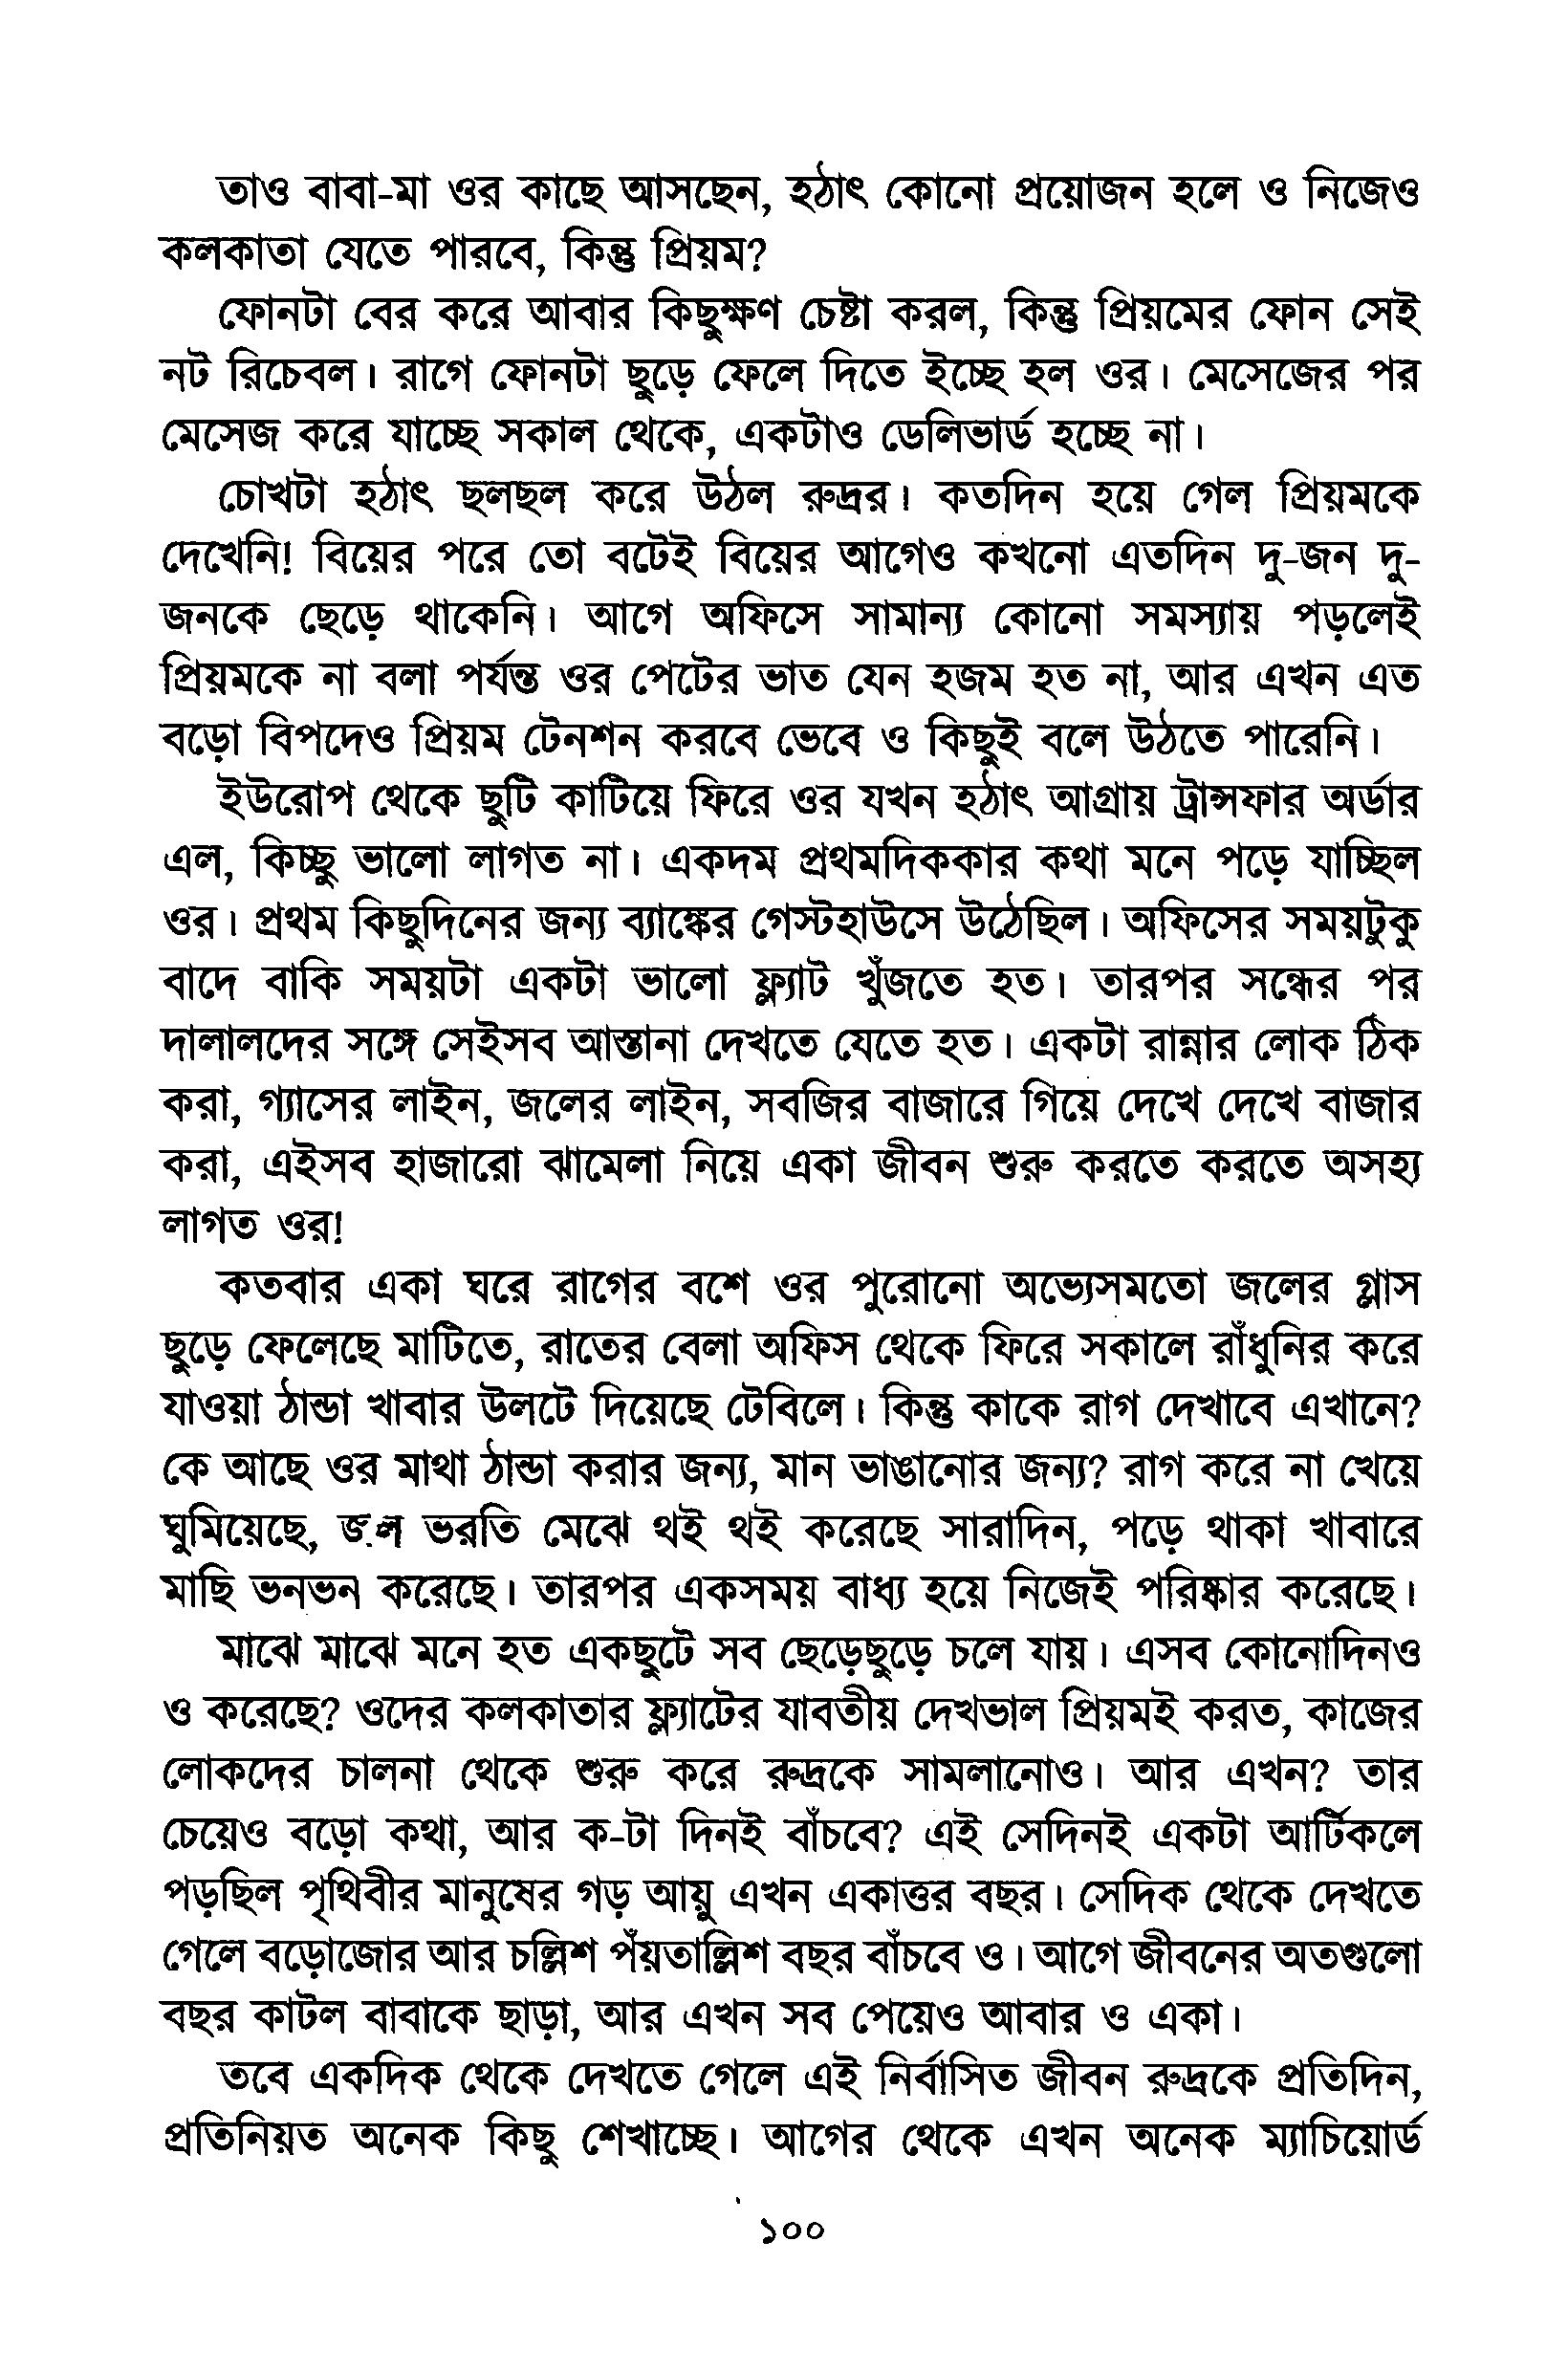 তাও বাবা-মা ওর কাছে আসছেন, হঠাৎ কোনো প্রয়োজন হলে ও নিজেও
কলকাতা যেতে পারবে, কিন্তু প্রিয়ম?
ফোনটা বের করে আবার কিছুক্ষণ চেষ্টা করল, কিন্তু প্রিয়মের ফোন সেই
নট রিচেবল। রাগে ফোনটা ছুড়ে ফেলে দিতে ইচ্ছে হল ওর। মেসেজের পর
মেসেজ করে যাচ্ছে সকাল থেকে, একটাও ডেলিভার্ড হচ্ছে না।
চোখটা হঠাৎ ছলছল করে উঠল রুদ্রর। কতদিন হয়ে গেল প্রিয়মকে
দেখেনি! বিয়ের পরে তো বটেই বিয়ের আগেও কখনো এতদিন দু-জন দু-
জনকে ছেড়ে থাকেনি। আগে অফিসে সামান্য কোনো সমস্যায় পড়লেই
প্রিয়মকে না বলা পর্যন্ত ওর পেটের ভাত যেন হজম হত না, আর এখন এত
বড়ো বিপদেও প্রিয়ম টেনশন করবে ভেবে ও কিছুই বলে উঠতে পারেনি।
ইউরোপ থেকে ছুটি কাটিয়ে ফিরে ওর যখন হঠাৎ আগ্রায় ট্রান্সফার অর্ডার
এল, কিচ্ছু ভালো লাগত না। একদম প্রথমদিককার কথা মনে পড়ে যাচ্ছিল
ওর। প্রথম কিছুদিনের জন্য ব্যাঙ্কের গেস্টহাউসে উঠেছিল। অফিসের সময়টুকু
বাদে বাকি সময়টা একটা ভালো ফ্ল্যাট খুঁজতে হত। তারপর সন্ধের পর
দালালদের সঙ্গে সেইসব আস্তানা দেখতে যেতে হত। একটা রান্নার লোক ঠিক
করা, গ্যাসের লাইন, জলের লাইন, সবজির বাজারে গিয়ে দেখে দেখে বাজার
করা, এইসব হাজারো ঝামেলা নিয়ে একা জীবন শুরু করতে করতে অসহ্য
লাগত ওর!
কতবার একা ঘরে রাগের বশে ওর পুরোনো অভ্যেসমতো জলের গ্লাস
ছুড়ে ফেলেছে মাটিতে, রাতের বেলা অফিস থেকে ফিরে সকালে রাঁধুনির করে
যাওয়া ঠান্ডা খাবার উলটে দিয়েছে টেবিলে। কিন্তু কাকে রাগ দেখাবে এখানে?
কে আছে ওর মাথা ঠান্ডা করার জন্য, মান ভাঙানোর জন্য? রাগ করে না খেয়ে
ঘুমিয়েছে, জল ভরতি মেঝে থই থই করেছে সারাদিন, পড়ে থাকা খাবারে
মাছি ভনভন করেছে। তারপর একসময় বাধ্য হয়ে নিজেই পরিষ্কার করেছে।
মাঝে মাঝে মনে হত একছুটে সব ছেড়েছুড়ে চলে যায়। এসব কোনোদিনও
ও করেছে? ওদের কলকাতার ফ্ল্যাটের যাবতীয় দেখভাল প্রিয়মই করত, কাজের
লোকদের চালনা থেকে শুরু করে রুদ্রকে সামলানোও। আর এখন? তার
চেয়েও বড়ো কথা, আর ক-টা দিনই বাঁচবে? এই সেদিনই একটা আর্টিকলে
পড়ছিল পৃথিবীর মানুষের গড় আয়ু এখন একাত্তর বছর। সেদিক থেকে দেখতে
গেলে বড়োজোর আর চল্লিশ পঁয়তাল্লিশ বছর বাঁচবে ও। আগে জীবনের অতগুলো
বছর কাটল বাবাকে ছাড়া, আর এখন সব পেয়েও আবার ও একা।
তবে একদিক থেকে দেখতে গেলে এই নির্বাসিত জীবন রুদ্রকে প্রতিদিন,
প্রতিনিয়ত অনেক কিছু শেখাচ্ছে। আগের থেকে এখন অনেক ম্যাচিয়োর্ড
১০০